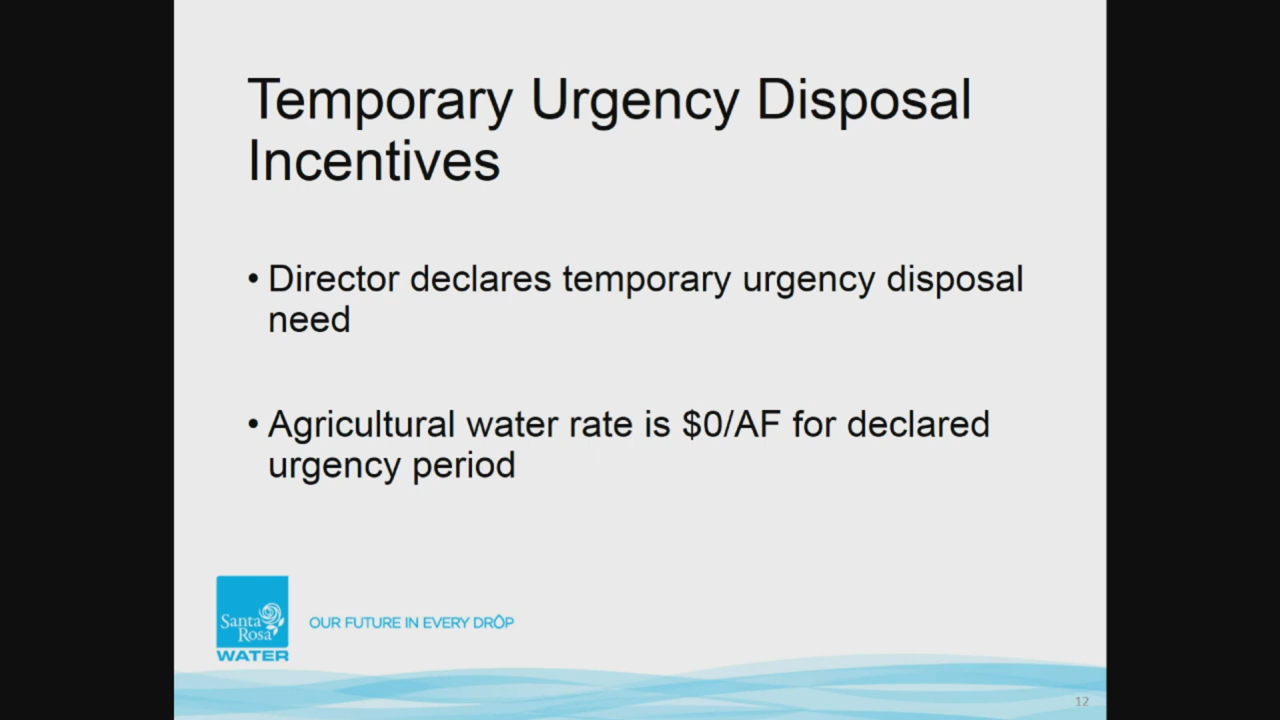 Temporary Urgency Disposal
Incentives
• Director declares temporary urgency disposal
need
• Agricultural water rate is $0/AF for declared
urgency period
Santa
Rosa
WATER
OUR FUTURE IN EVERY DRÔP
12